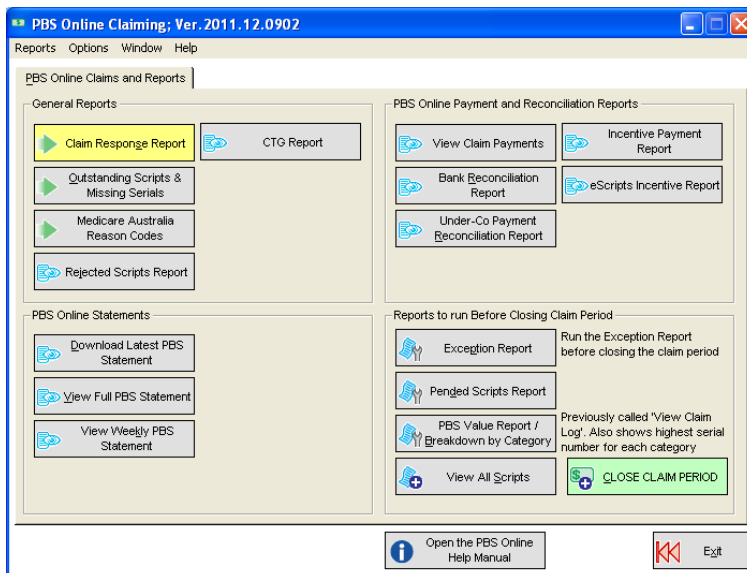 PBS Online Claiming; Ver.2011.12.0902
Reports Options Window Help
PBS Online Claims and Reports
General Reports
Claim Response Report
CTG Report
Outstanding Scripts &
Missing Serials
Medicare Australia
Reason Codes
Rejected Scripts Report
PBS Online Payment and Reconciliation Reports
View Claim Payments
Incentive Payment
Report
Bank Reconciliation
Report
eScripts Incentive Report
Under-Co Payment
Reconciliation Report
PBS Online Statements
Download Latest PBS
Statement
View Full PBS Statement
View Weekly PBS
Statement
Reports to run Before Closing Claim Period
Exception Report
Run the Exception Report
before closing the claim period
Pended Scripts Report
PBS Value Report /
Breakdown by Category
Previously called 'View Claim
Log'. Also shows highest serial
number for each category
View All Scripts
CLOSE CLAIM PERIOD
Open the PBS Online
Help Manual
Exit